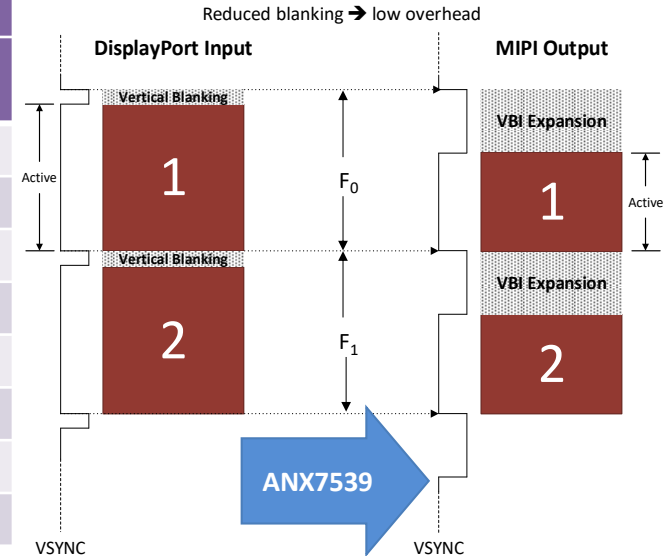 Reduced blanking ➔ low overhead
DisplayPort Input
MIPI Output
Vertical Blanking
VBI Expansion
Active
1
F0
1
Active
Vertical Blanking
VBI Expansion
2
F1
2
ANX7539
VSYNC
VSYNC